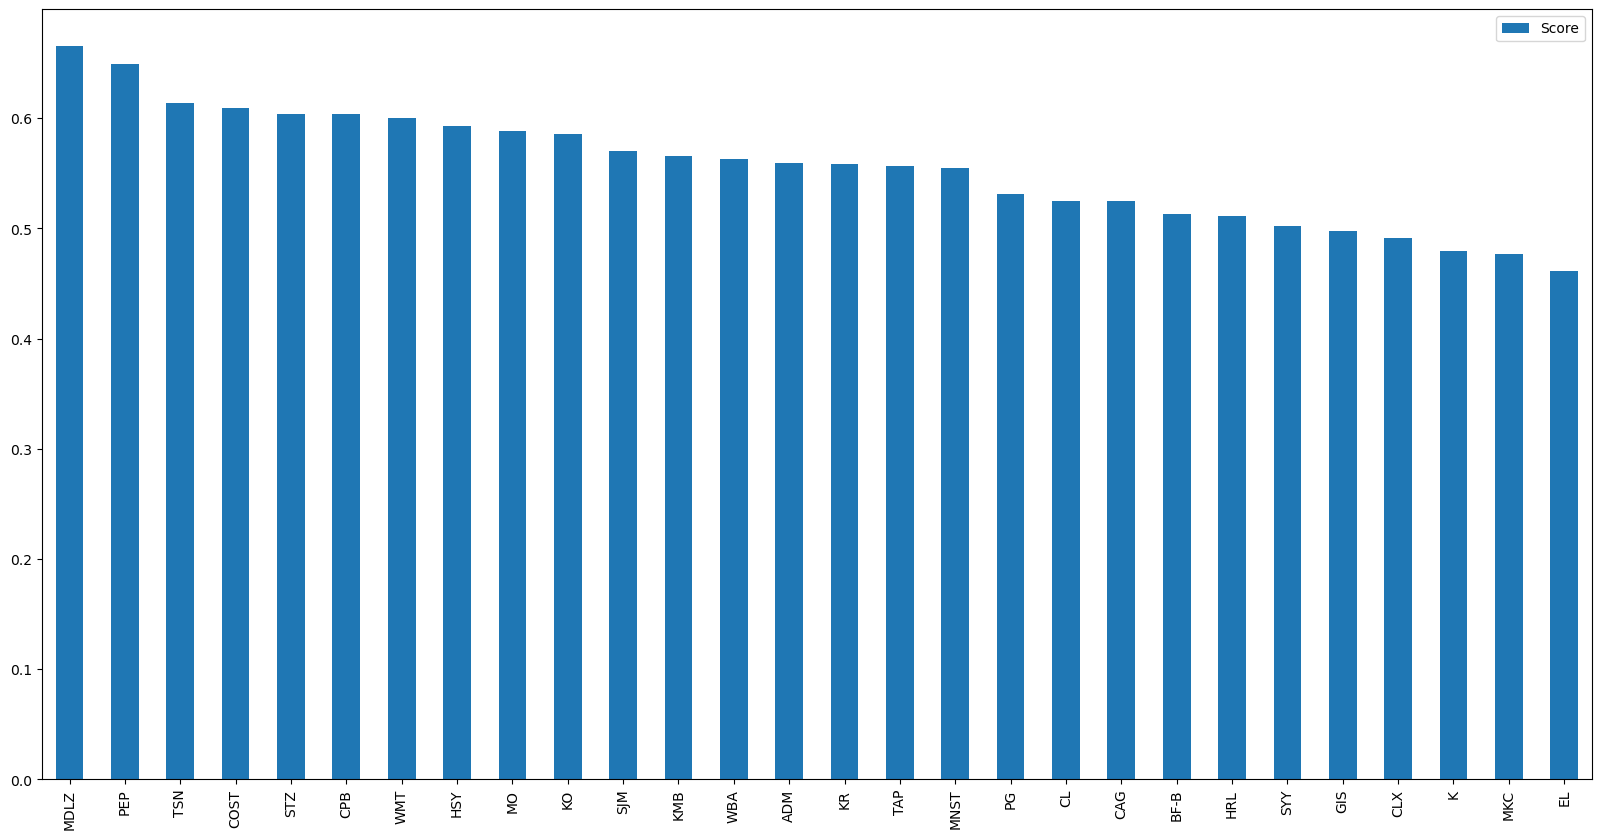 Score
0.6
0.5
0.4
0.3
0.2
0.1
0.0
MDLZ
PEP
TSN
COST
STZ
CPB
WMT
HSY
MO
KO
SJM
KMB
WBA
ADM
KR
TAP
MNST
PG
CL
CAG
BF-B
HRL
SYY
GIS
CLX
K
MKC
EL